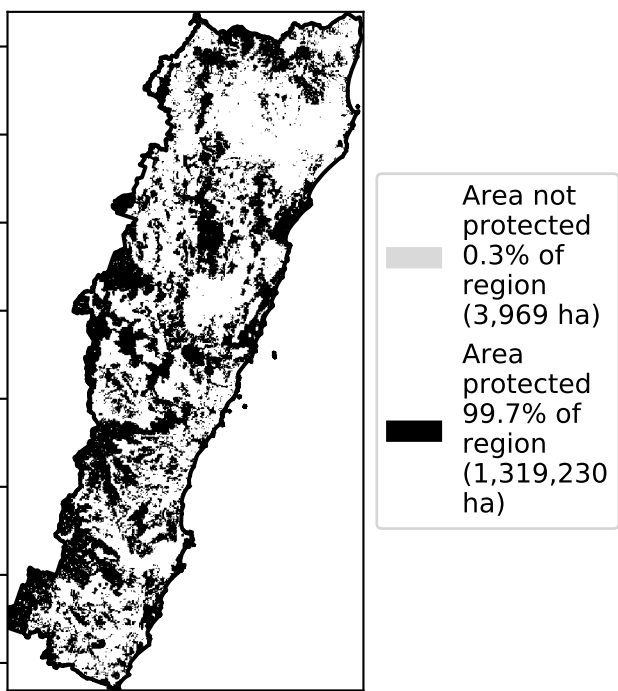 Area not
protected
0.3% of
region
(3,969 ha)
Area
protected
99.7% of
region
(1,319,230
ha)